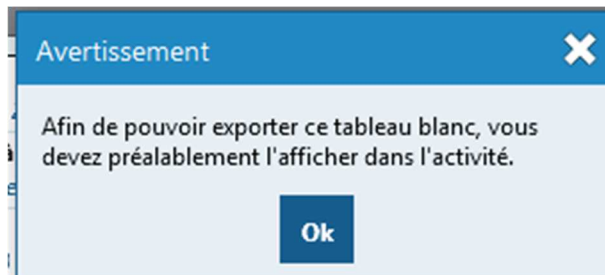 Avertissement
Afin de pouvoir exporter ce tableau blanc, vous
devez préalablement l'afficher dans l'activité.
Ok